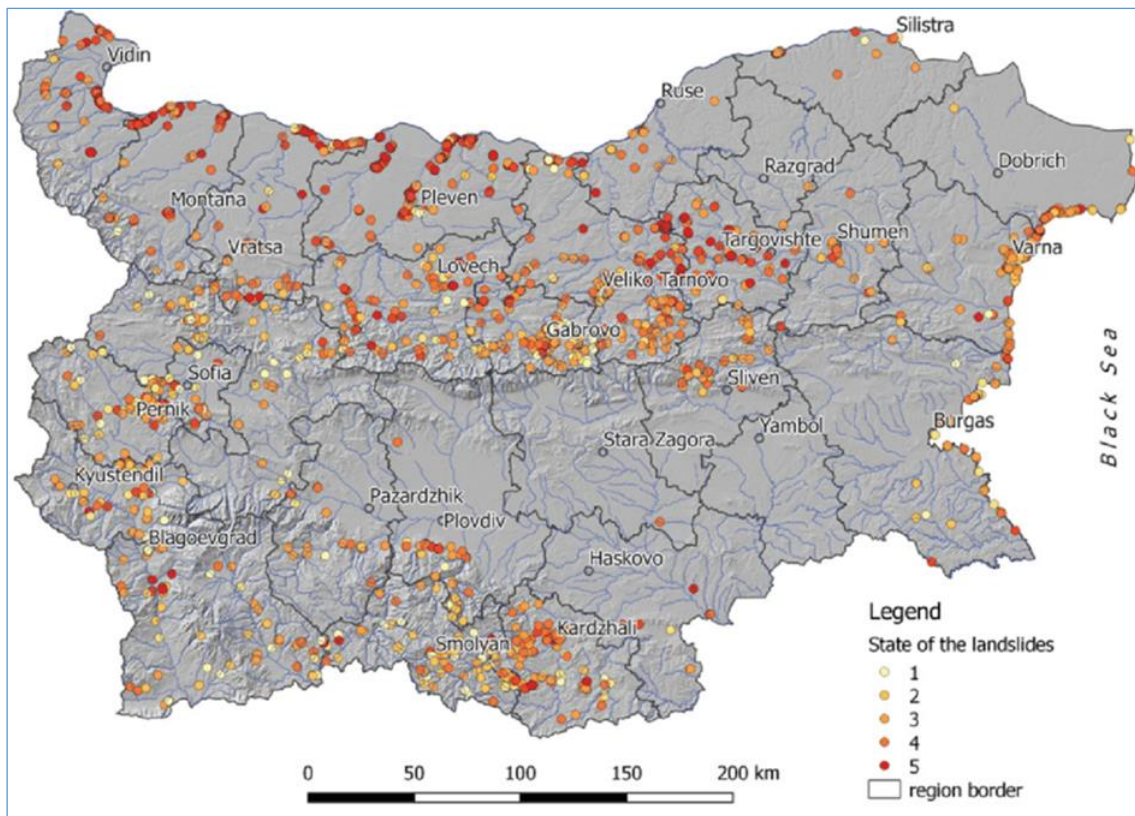 Silistra
Vidin
Ruse
Razgrad
Dobrich
Montana
Pleven
Vratsa
Targovishte
Shumen
Varna
Lovech
Veliko Tarnovo
Gabrovo
Sofia
Sliven
Pernik
Burgas
Yambol
Stara Zagora
Kyustendil
Pazardzhik
Plovdiv
Blagoevgrad
Haskovo
Smolyan
Kardzhali
Black Sea
Legend
State of the landslides
1
2
3
4
5
region border
0 50 100 150 200 km